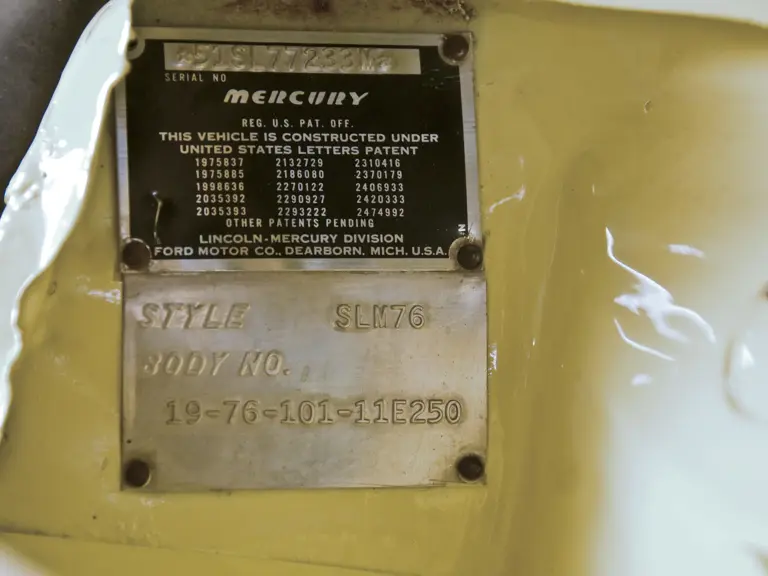 51SL77233M
SERIAL NO
MERCURY
REG. U.S. PAT. OFF.
THIS VEHICLE IS CONSTRUCTED UNDER
UNITED STATES LETTERS PATENT
1975837 2132729 2310416
1975885 2186080 2370179
1998636 2270122 2406933
2035392 2290927 2420333
2035393 2293222 2474992
OTHER PATENTS PENDING
LINCOLN-MERCURY DIVISION
FORD MOTOR CO., DEARBORN, MICH. U.S.A.
STYLE SLM76
BODY NO.
19-76-101-11E250